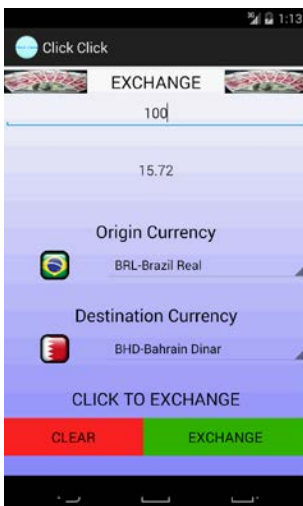 1:13
Click Click
EXCHANGE
100
15.72
Origin Currency
BRL-Brazil Real
Destination Currency
BHD-Bahrain Dinar
CLICK TO EXCHANGE
CLEAR EXCHANGE